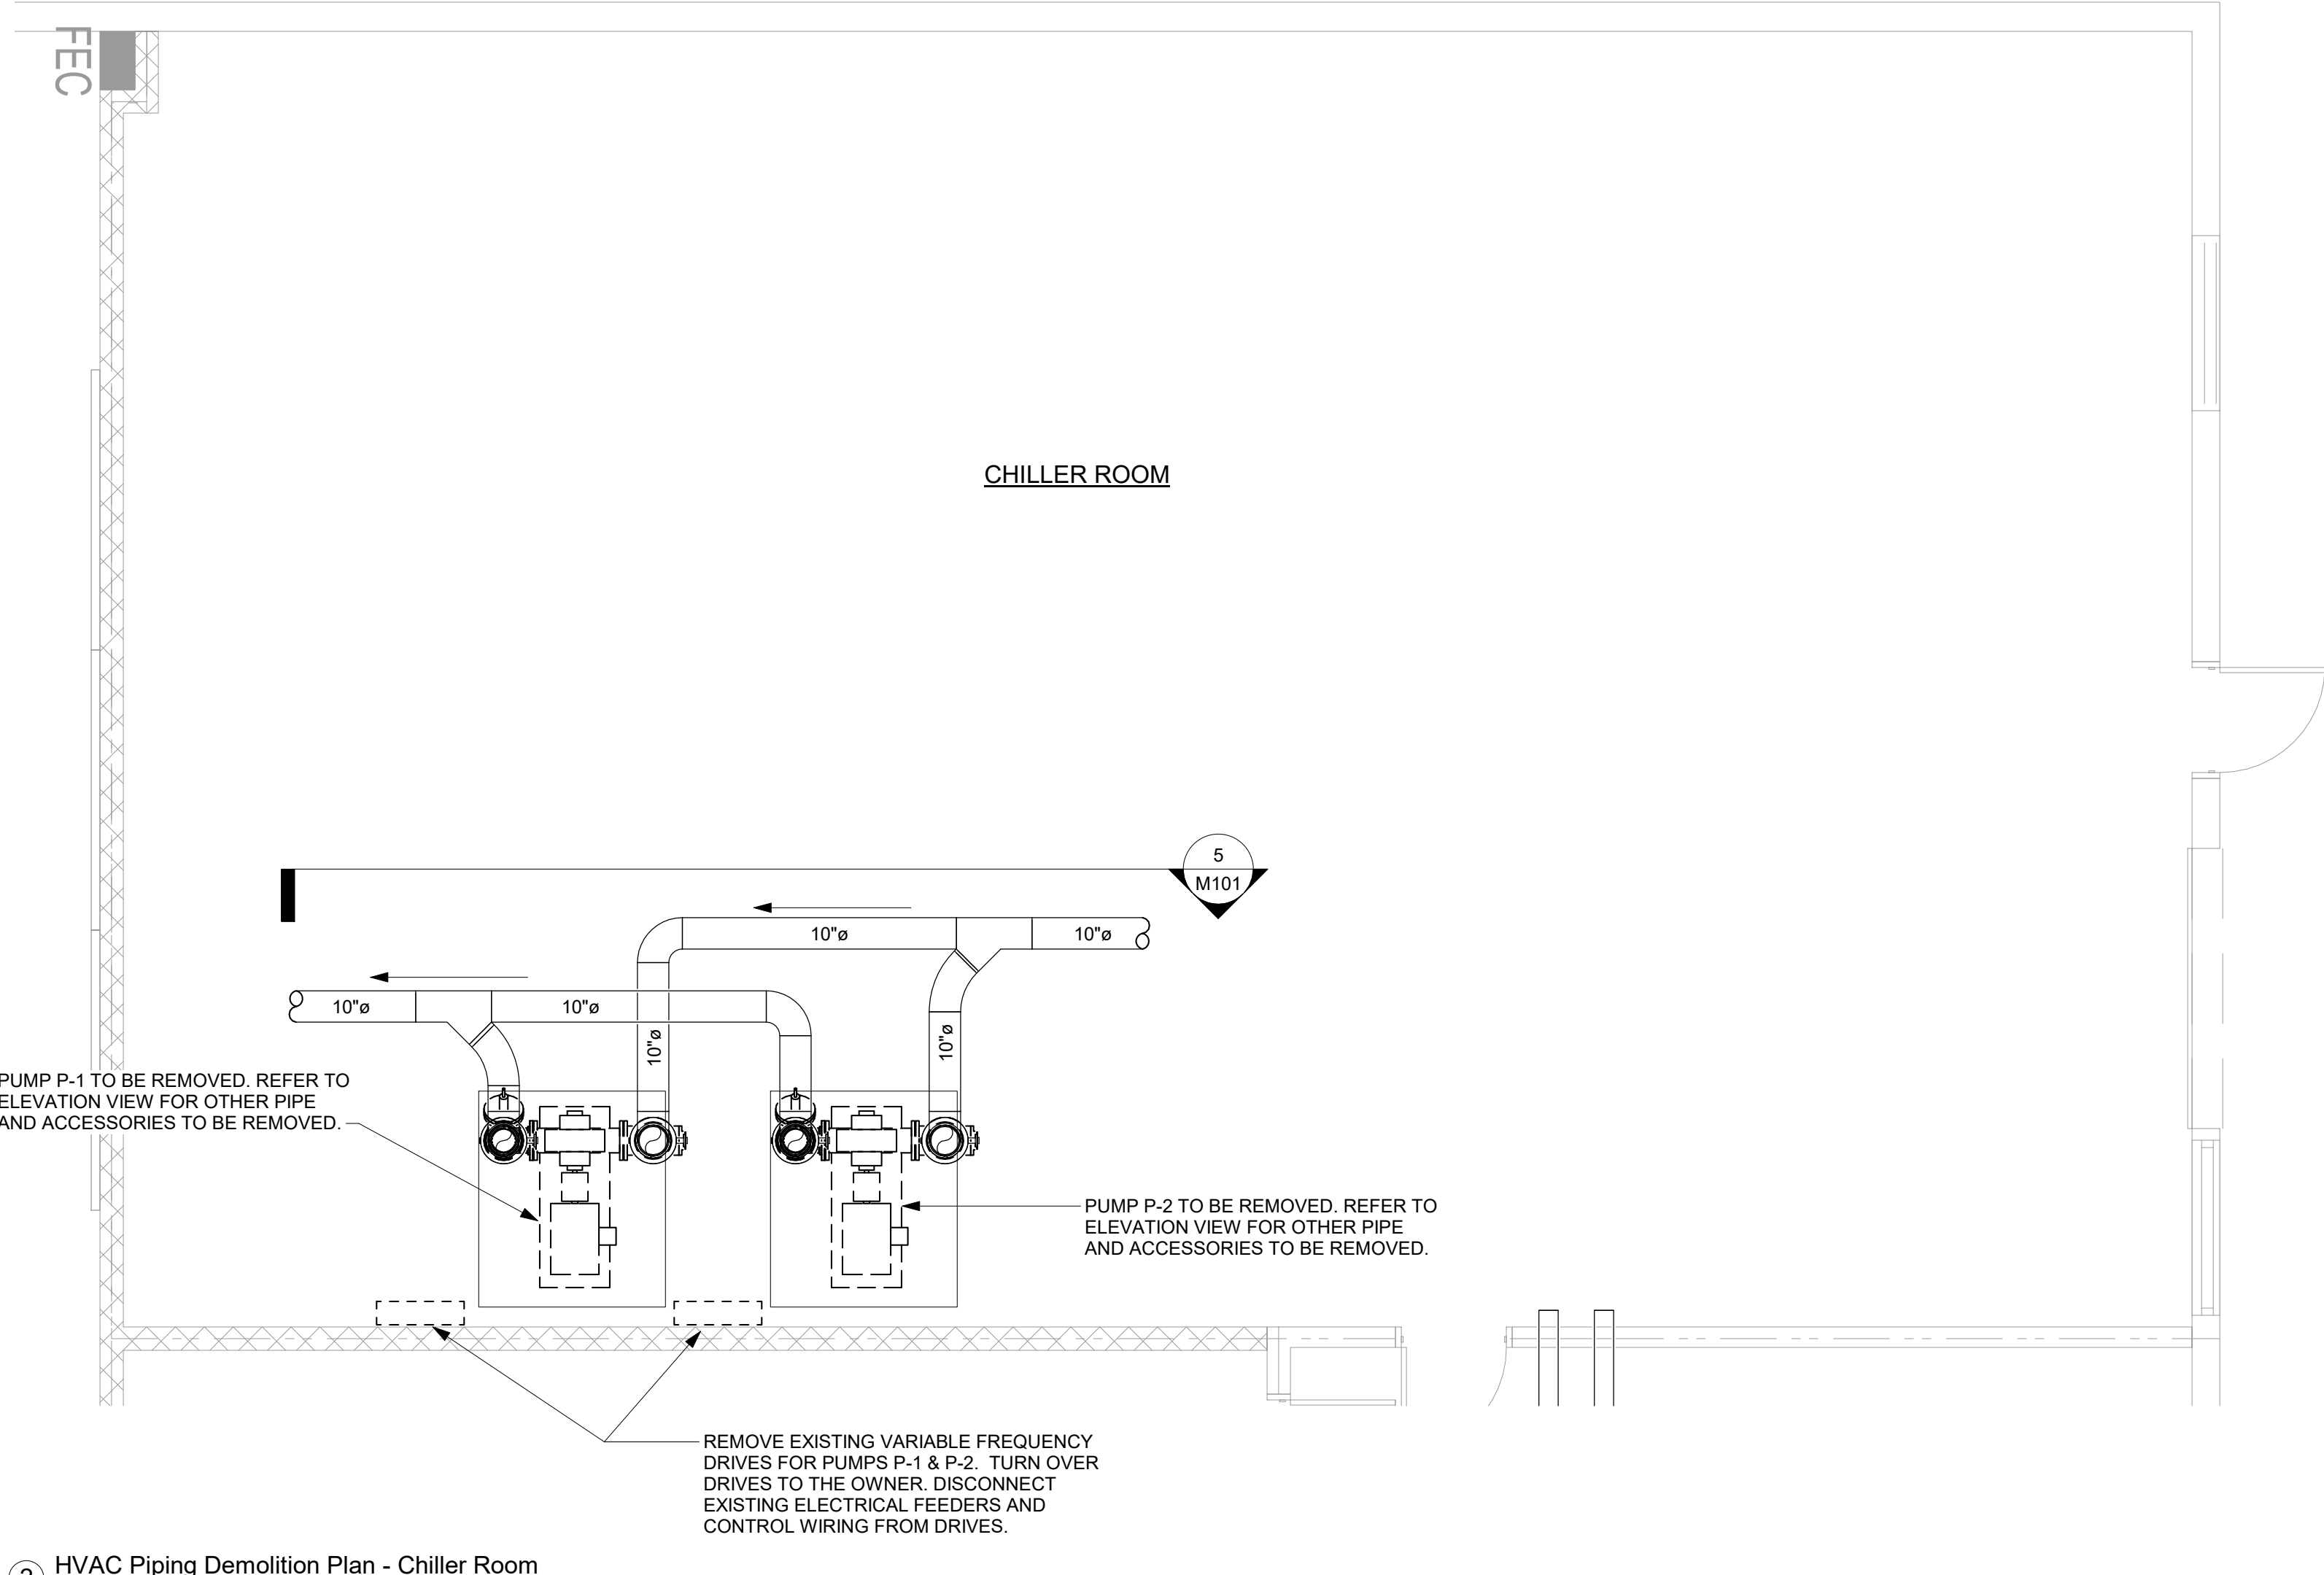 FEC
CHILLER ROOM
5
M101
10"ø
10"ø
10"ø
10"ø
10"ø
10"ø
PUMP P-1 TO BE REMOVED. REFER TO
ELEVATION VIEW FOR OTHER PIPE
AND ACCESSORIES TO BE REMOVED.
PUMP P-2 TO BE REMOVED. REFER TO
ELEVATION VIEW FOR OTHER PIPE
AND ACCESSORIES TO BE REMOVED.
REMOVE EXISTING VARIABLE FREQUENCY
DRIVES FOR PUMPS P-1 & P-2. TURN OVER
DRIVES TO THE OWNER. DISCONNECT
EXISTING ELECTRICAL FEEDERS AND
CONTROL WIRING FROM DRIVES.
HVAC Piping Demolition Plan - Chiller Room